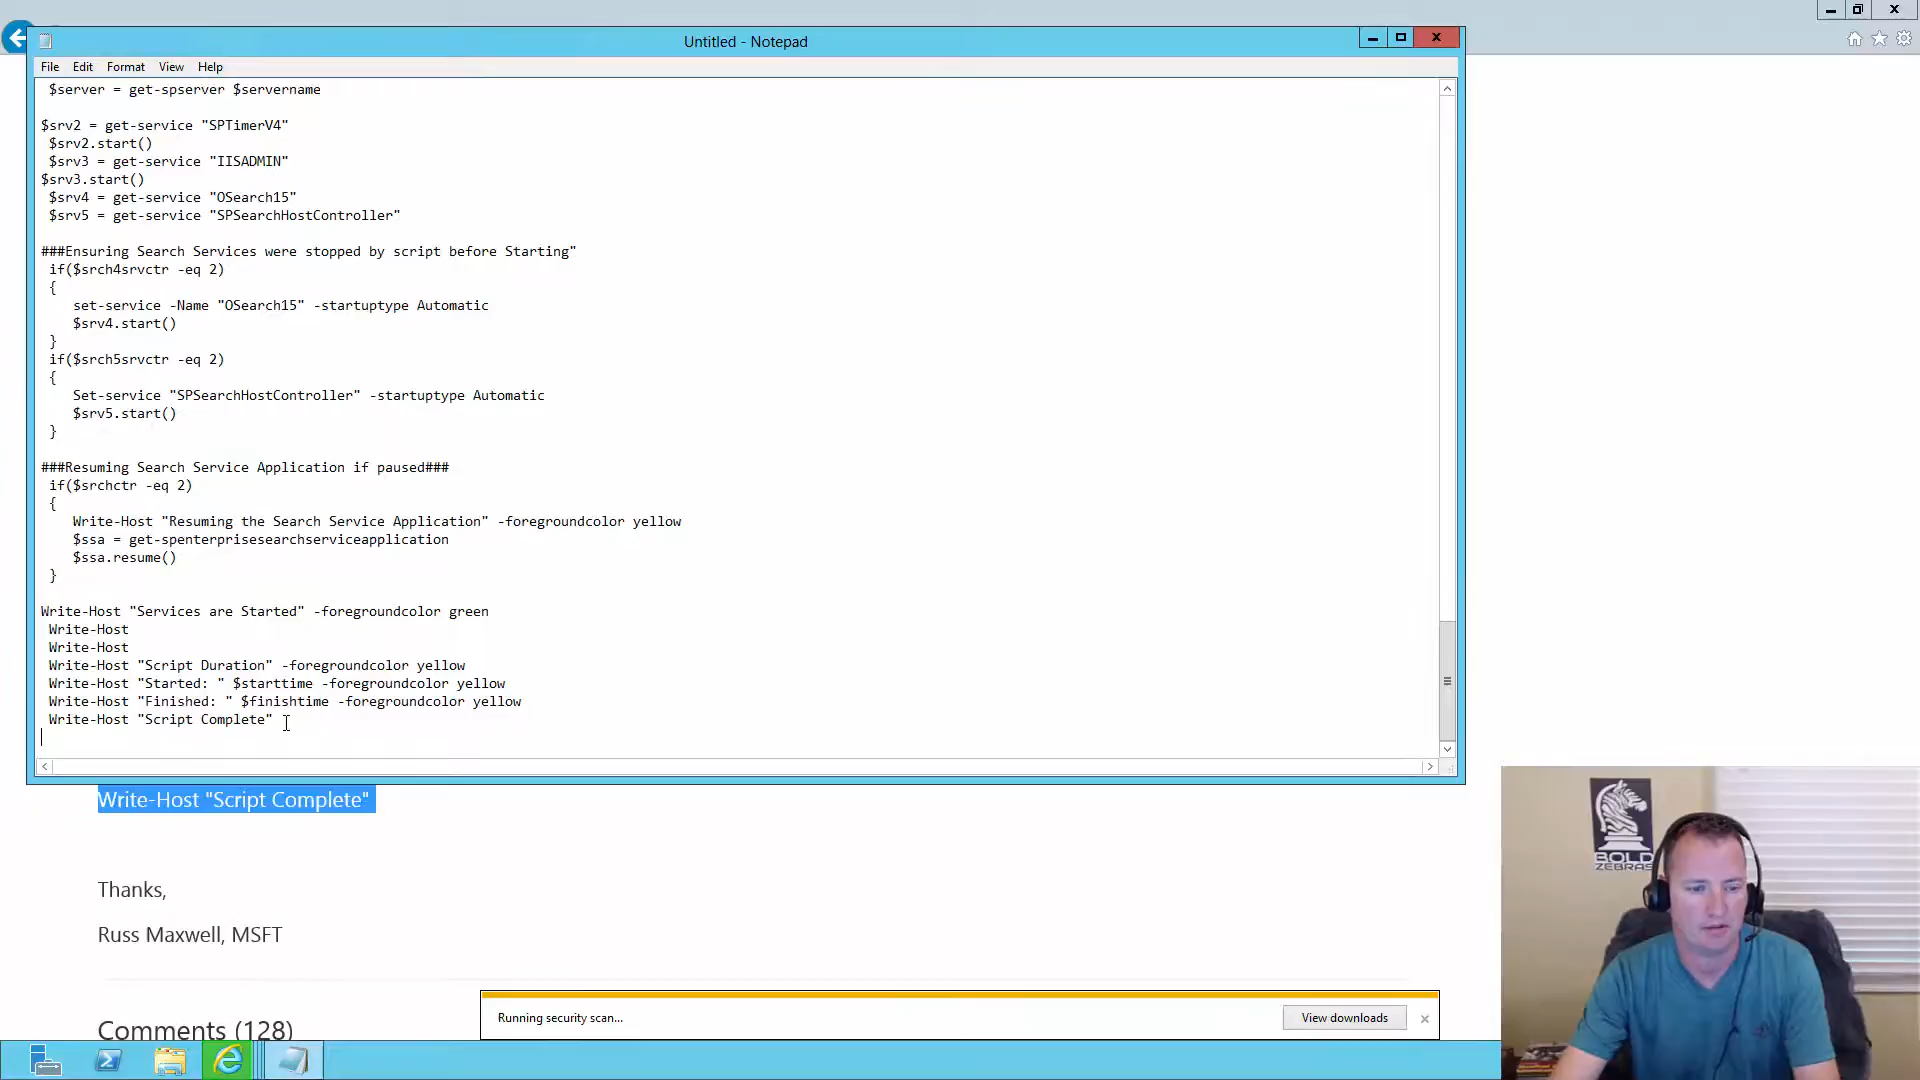 Untitled - Notepad
File Edit Format View Help
$server = get-spserver $servername
$srv2 = get-service "SPTimerV4"
$srv2.start()
$srv3 = get-service "IISADMIN"
$srv3.start()
$srv4 = get-service "OSearch15"
$srv5 = get-service "SPSearchHostController"
###Ensuring Search Services were stopped by script before Starting"
if($srch4srvctr -eq 2)
{
set-service -Name "OSearch15" -startuptype Automatic
$srv4.start()
}
if($srch5srvctr -eq 2)
{
Set-service "SPSearchHostController" -startuptype Automatic
$srv5.start()
}
###Resuming Search Service Application if paused###
if($srchctr -eq 2)
{
Write-Host "Resuming the Search Service Application" -foregroundcolor yellow
$ssa = get-spenterprisesearchserviceapplication
$ssa.resume()
}
Write-Host "Services are Started" -foregroundcolor green
Write-Host
Write-Host
Write-Host "Script Duration" -foregroundcolor yellow
Write-Host "Started: " $starttime -foregroundcolor yellow
Write-Host "Finished: " $finishtime -foregroundcolor yellow
Write-Host "Script Complete"
Write-Host "Script Complete"
Thanks,
Russ Maxwell, MSFT
Comments (128)
Running security scan...
View downloads
BOLD
ZEBRAS